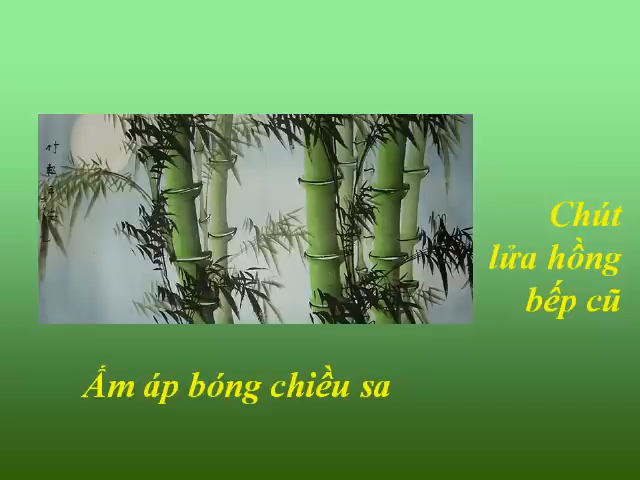 Chút
lửa hồng
bếp cũ
Ấm áp bóng chiều sa